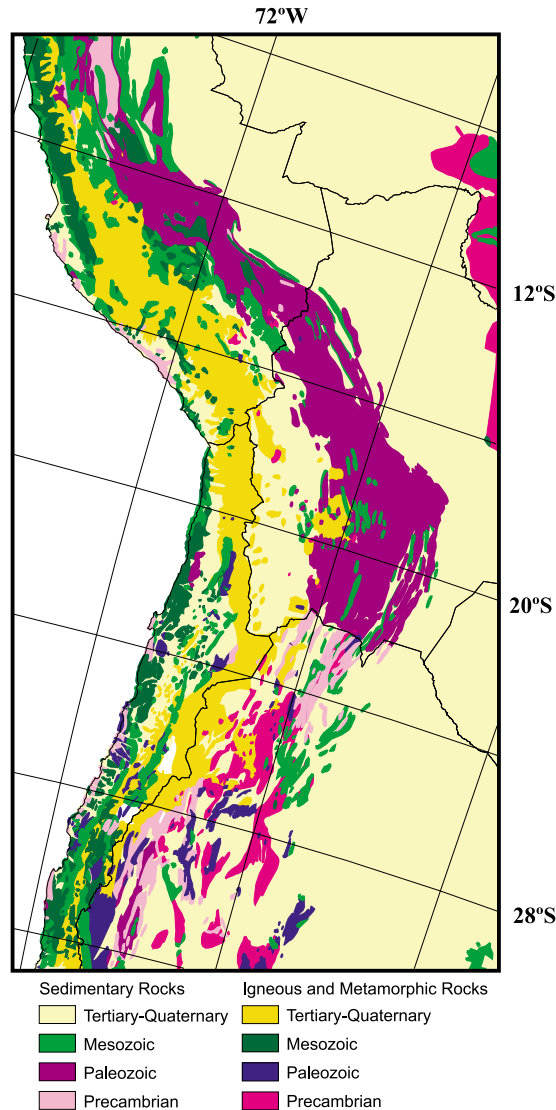 72ºW
12ºS
20ºS
28ºS
Sedimentary Rocks Igneous and Metamorphic Rocks
Tertiary-Quaternary Tertiary-Quaternary
Mesozoic Mesozoic
Paleozoic Paleozoic
Precambrian Precambrian